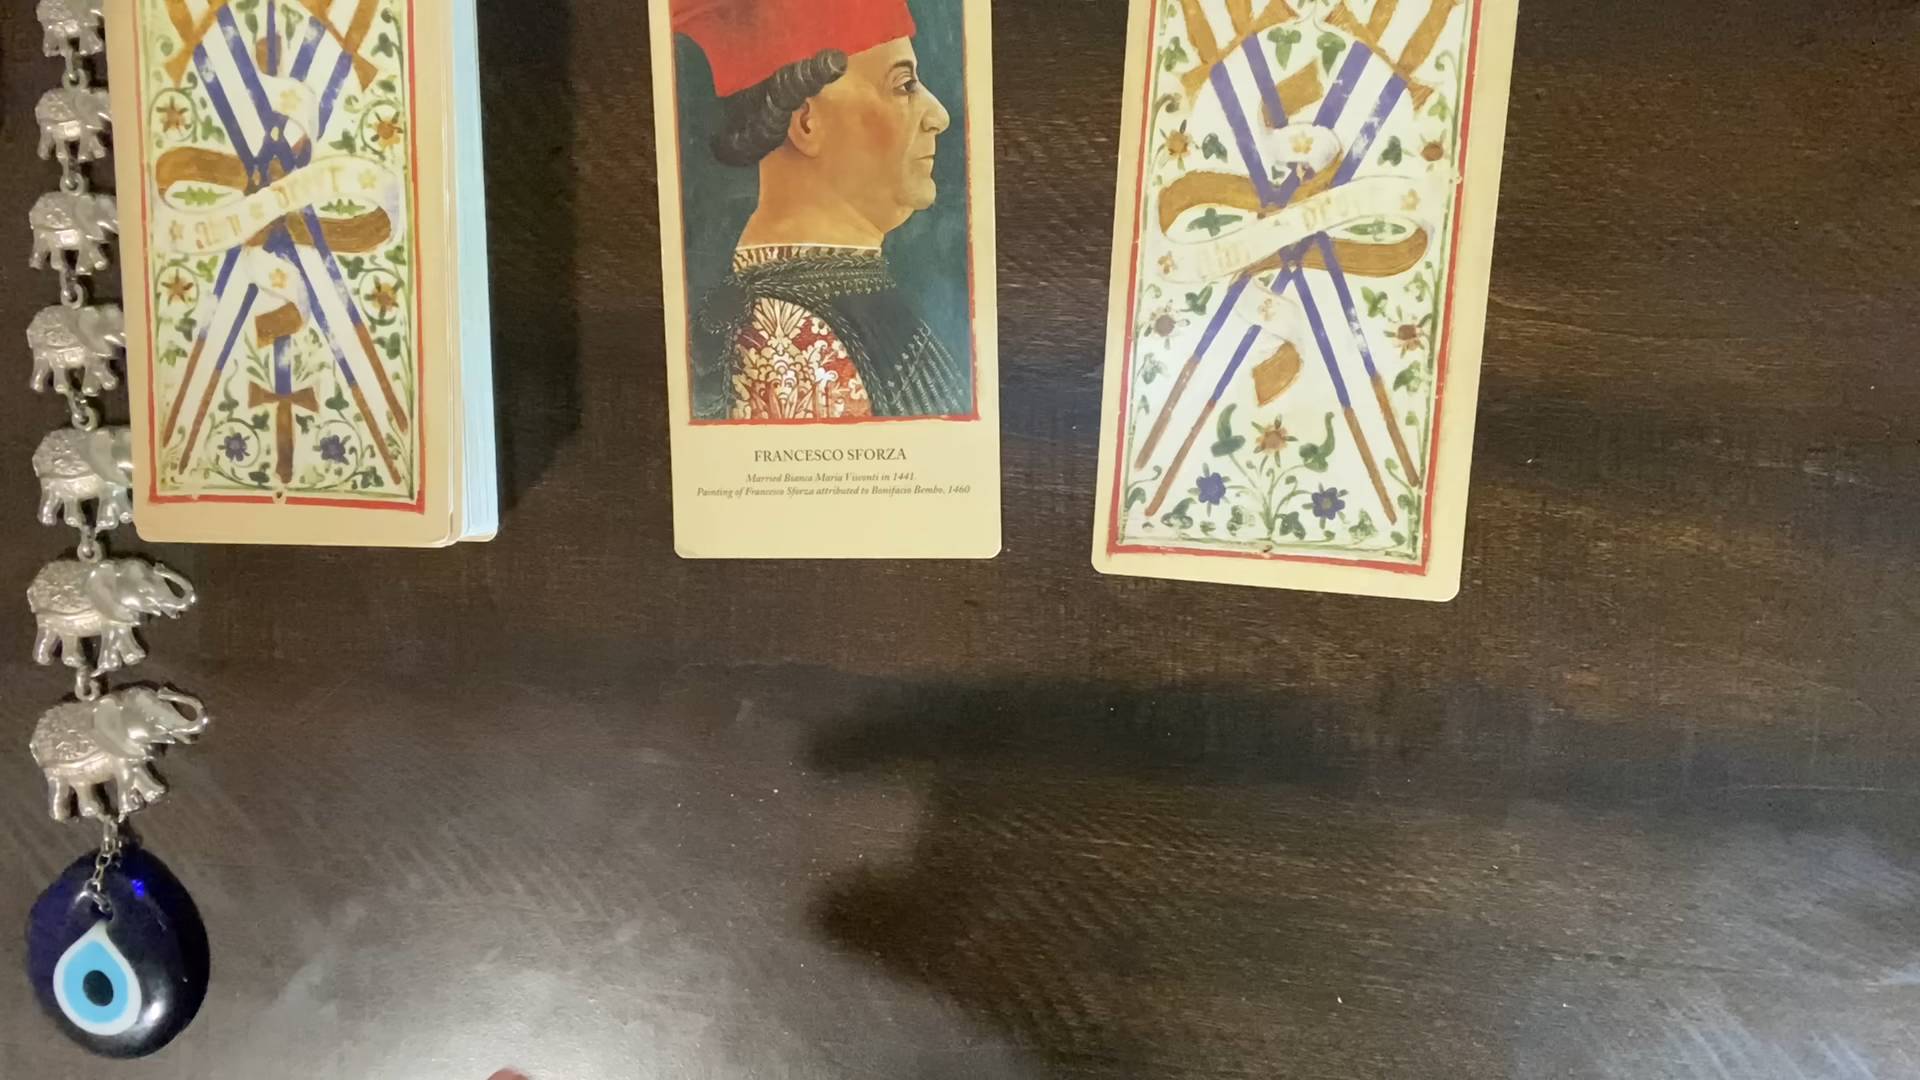 FRANCESCO SFORZA
Married Bianca Maria Visconti in 1441.
Painting of Francesco Sforza attributed to Bonifacio Bembo, 1460